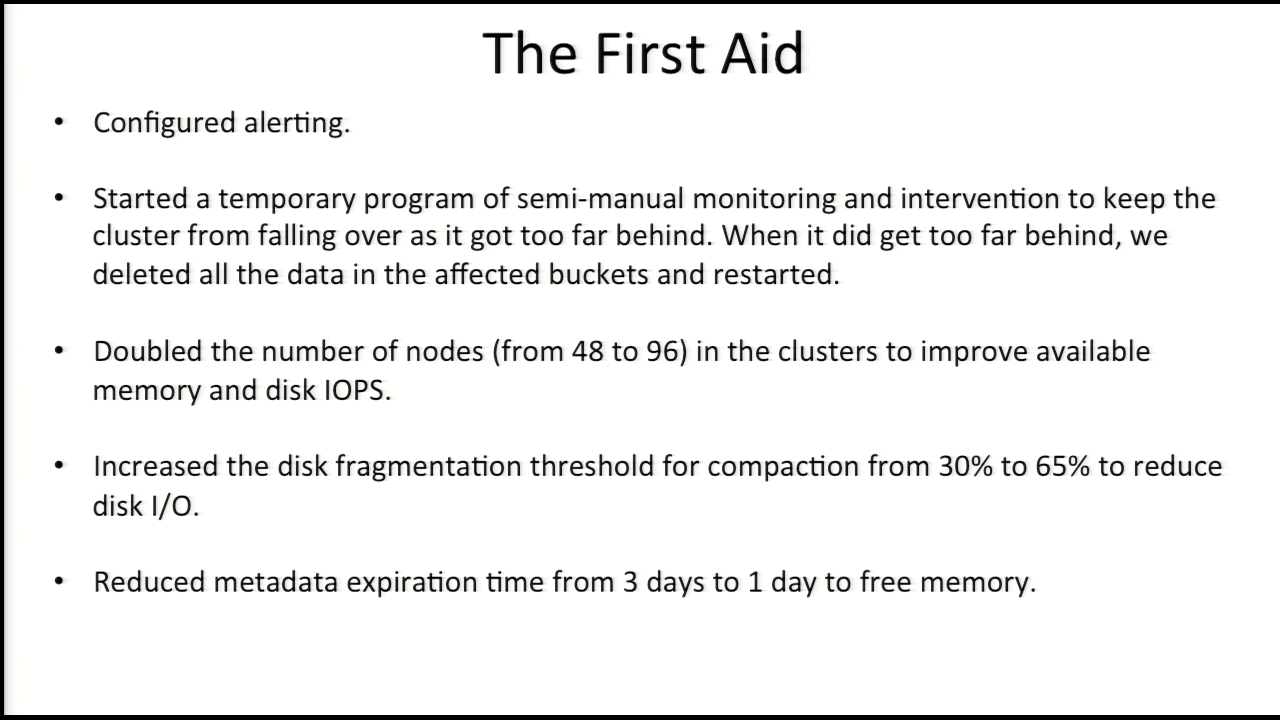 The First Aid
• Configured alerting.
• Started a temporary program of semi-manual monitoring and intervention to keep the
cluster from falling over as it got too far behind. When it did get too far behind, we
deleted all the data in the affected buckets and restarted.
• Doubled the number of nodes (from 48 to 96) in the clusters to improve available
memory and disk IOPS.
• Increased the disk fragmentation threshold for compaction from 30% to 65% to reduce
disk I/O.
• Reduced metadata expiration time from 3 days to 1 day to free memory.